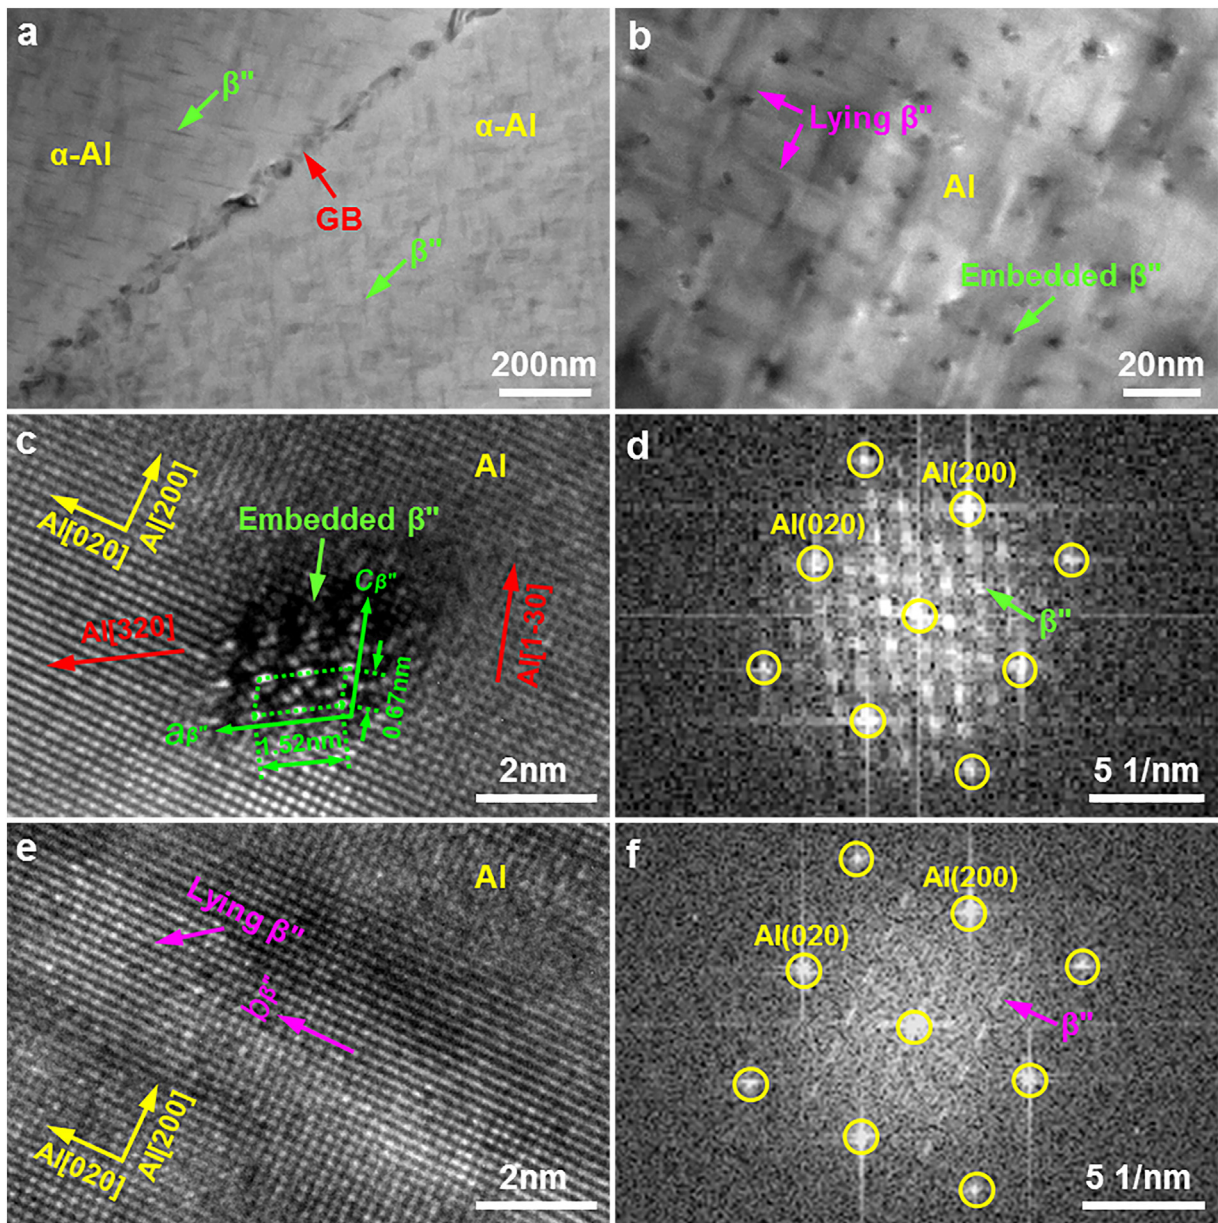 a
β"
α-Al
α-Al
GB
β"
200nm
b
Lying β"
Al
Embedded β"
20nm
c
Al
Al[020]
Al[200]
Embedded β"
cβ"
Al[320]
Al[1-30]
aβ"
1.52nm
0.67nm
2nm
d
Al(200)
Al(020)
β"
5 1/nm
e
Al
Lying β"
bβ"
Al[020]
Al[200]
2nm
f
Al(200)
Al(020)
β"
5 1/nm